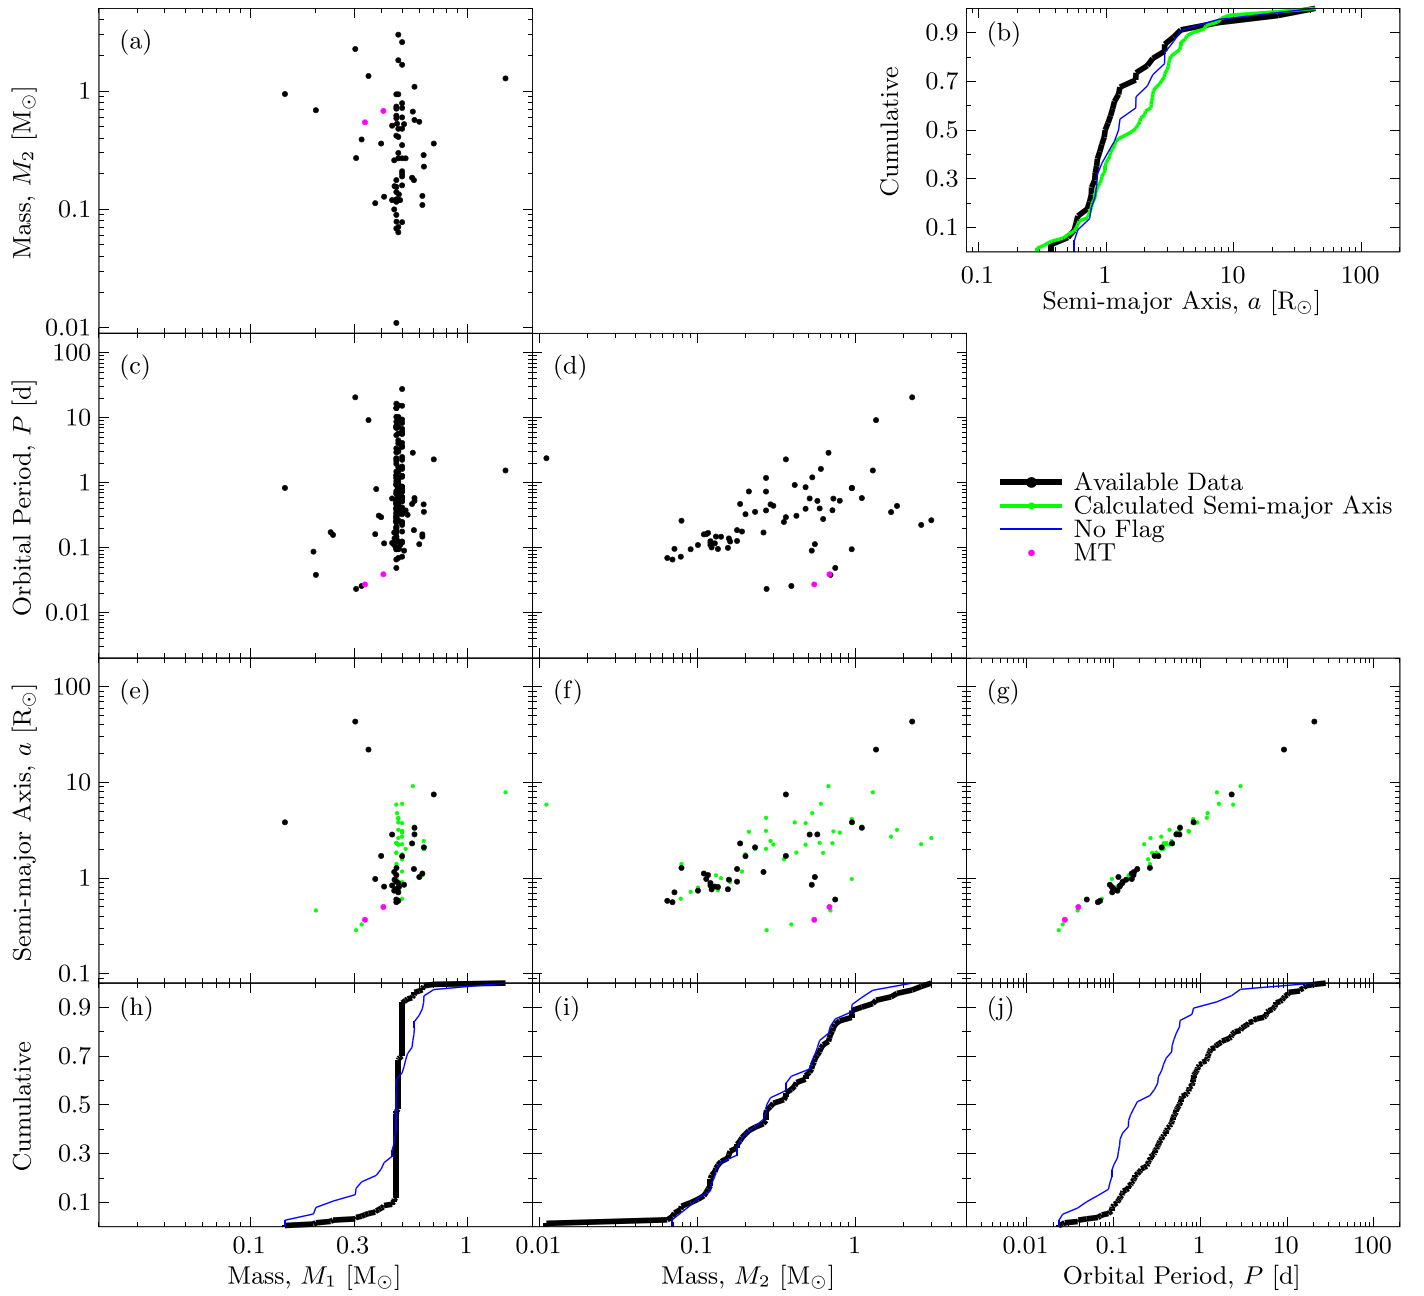 (a)
Mass, M₂ [M⊙]
1
0.1
0.01
(b)
Cumulative
0.9
0.7
0.5
0.3
0.1
0.1 1 10 100
Semi-major Axis, a [R⊙]
(c)
Orbital Period, P [d]
100
10
1
0.1
0.01
(d)
Available Data
Calculated Semi-major Axis
No Flag
MT
(e)
Semi-major Axis, a [R⊙]
100
10
1
0.1
(f)
(g)
(h)
Cumulative
0.9
0.7
0.5
0.3
0.1
0.1 0.3 1
Mass, M₁ [M⊙]
(i)
0.01 0.1 1
Mass, M₂ [M⊙]
(j)
0.01 0.1 1 10 100
Orbital Period, P [d]